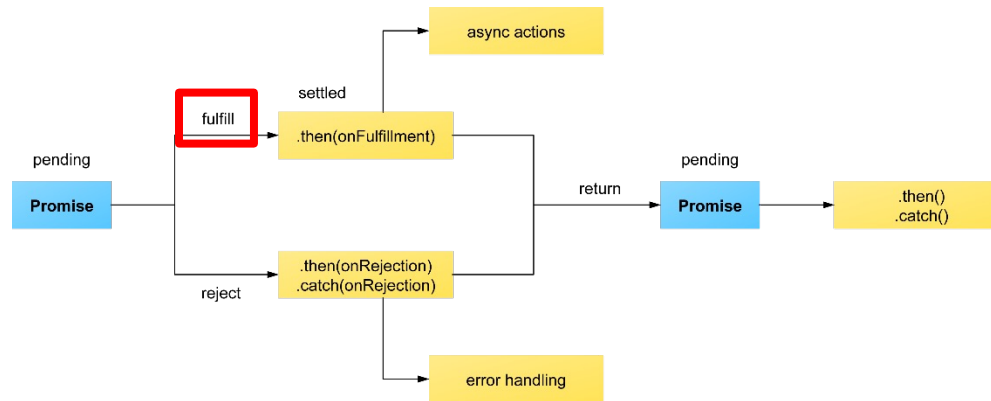 async actions
settled
fulfill
.then(onFulfillment)
pending
Promise
return
pending
Promise
.then()
.catch()
.then(onRejection)
.catch(onRejection)
reject
error handling